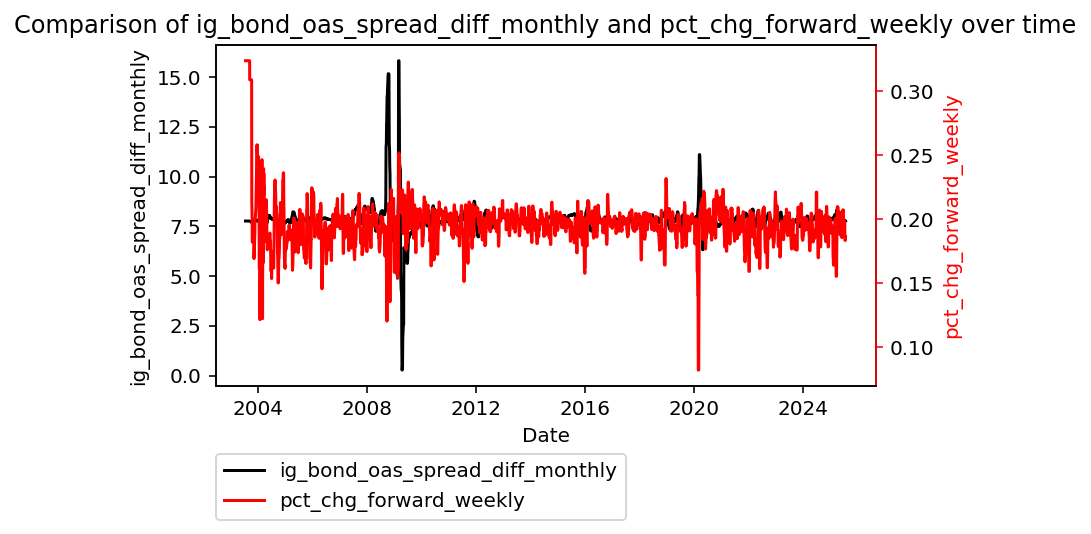 Comparison of ig_bond_oas_spread_diff_monthly and pct_chg_forward_weekly over time
ig_bond_oas_spread_diff_monthly
15.0
12.5
10.0
7.5
5.0
2.5
0.0
0.30
0.25
0.20
0.15
0.10
pct_chg_forward_weekly
2004 2008 2012 2016 2020 2024
Date
ig_bond_oas_spread_diff_monthly
pct_chg_forward_weekly